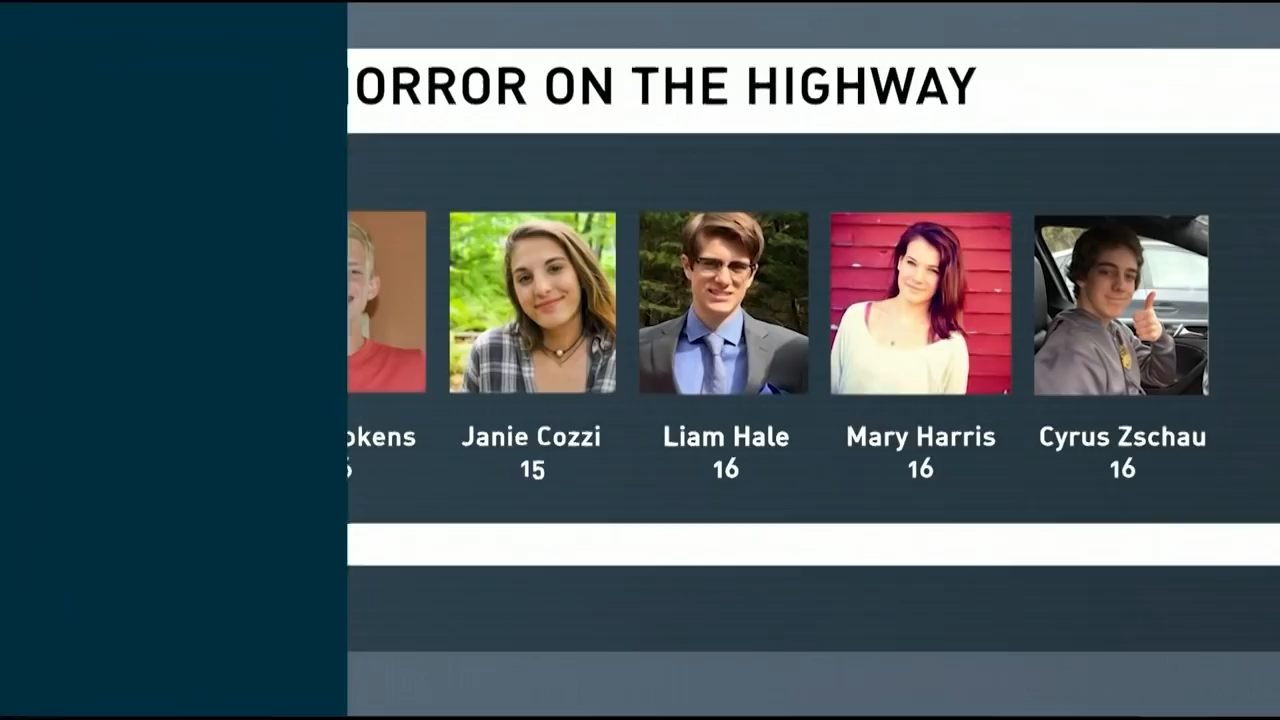 ORROR ON THE HIGHWAY
okens
Janie Cozzi
15
Liam Hale
16
Mary Harris
16
Cyrus Zschau
16